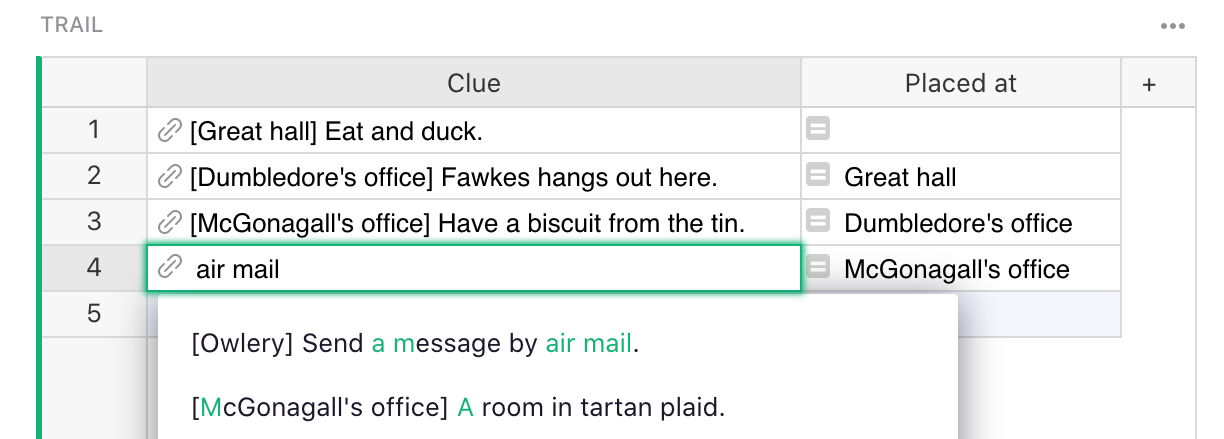 TRAIL
Clue Placed at +
1 [Great hall] Eat and duck.
2 [Dumbledore's office] Fawkes hangs out here. Great hall
3 [McGonagall's office] Have a biscuit from the tin. Dumbledore's office
4 air mail McGonagall's office
5
[Owlery] Send a message by air mail.
[McGonagall's office] A room in tartan plaid.